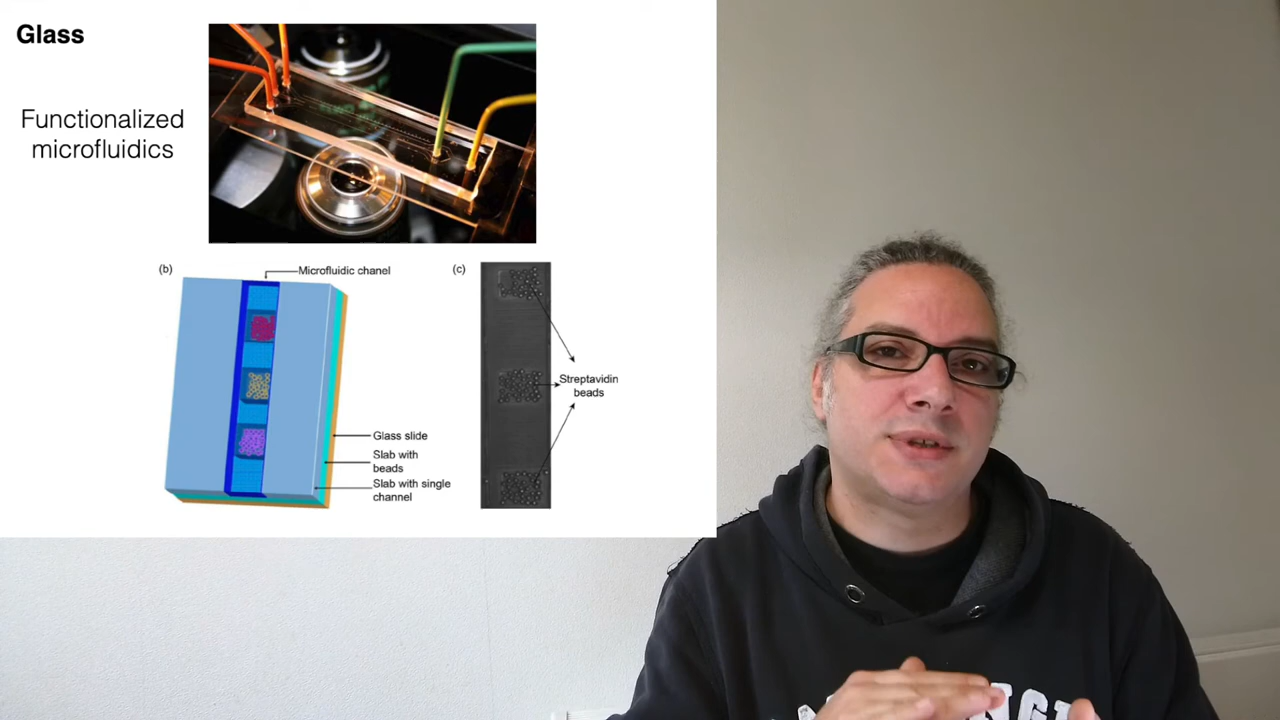 Glass
Functionalized
microfluidics
(b)
Microfluidic chanel
Glass slide
Slab with
beads
Slab with single
channel
(c)
Streptavidin
beads